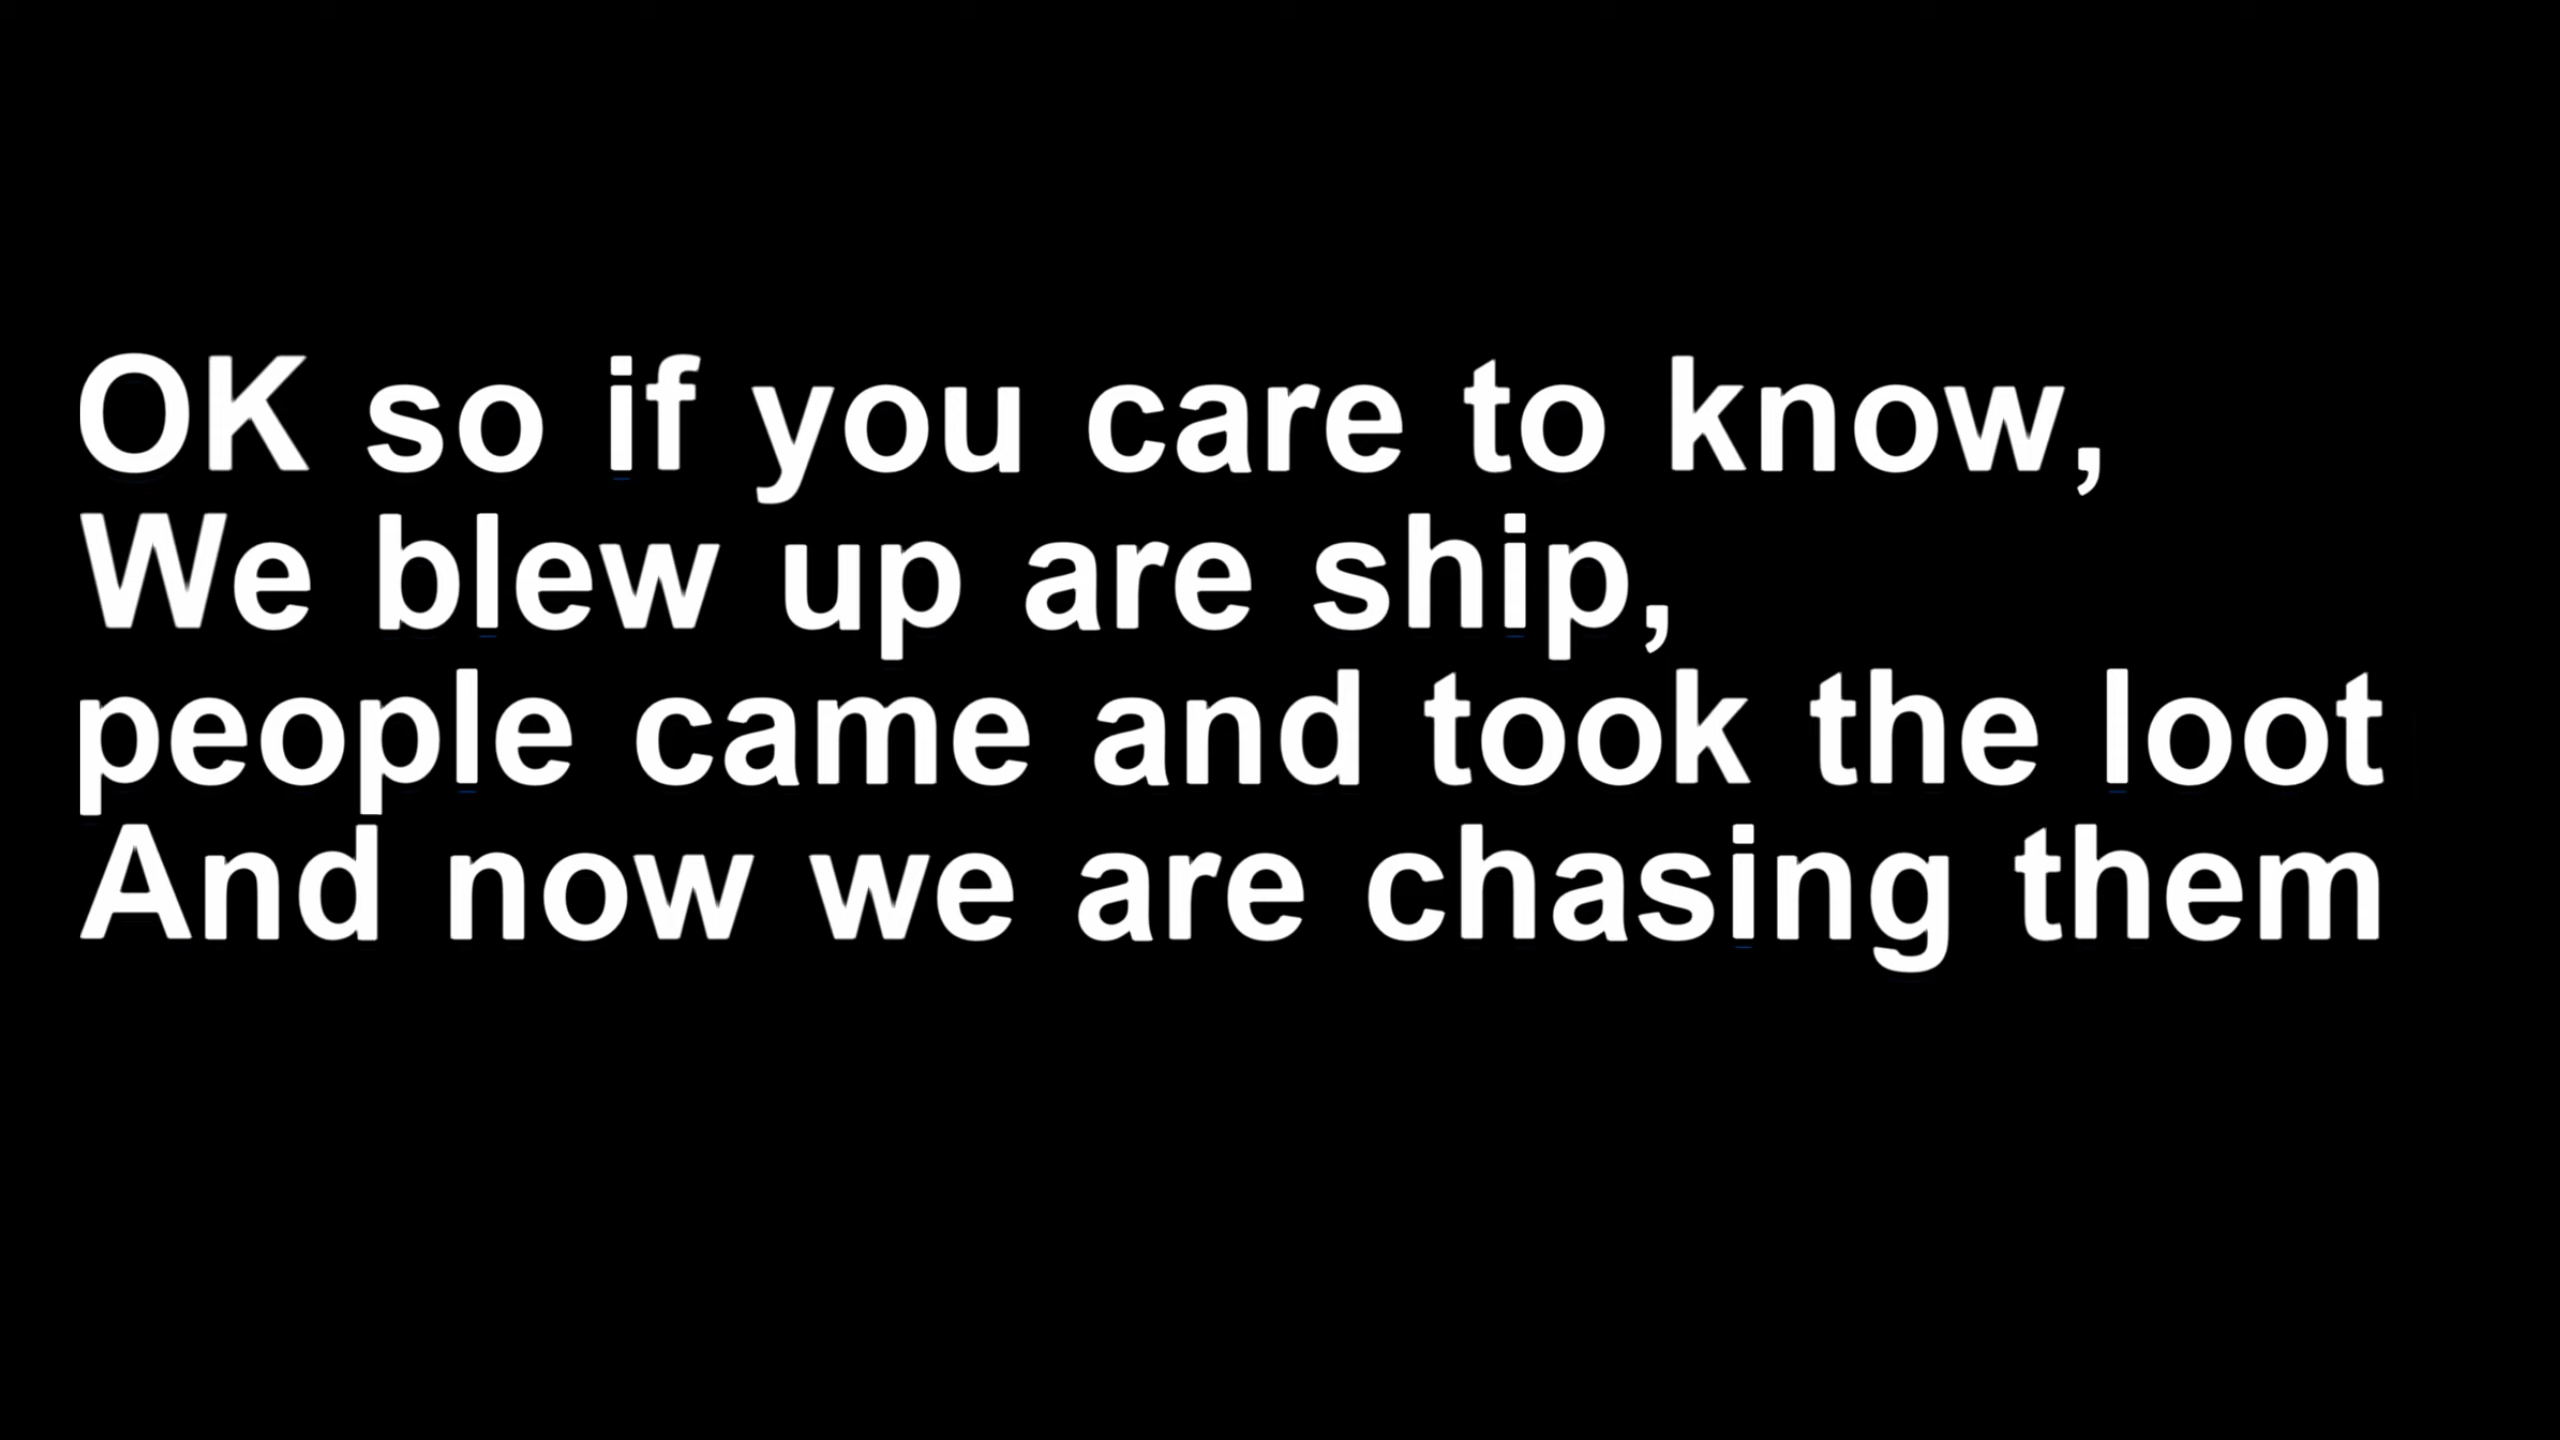 OK so if you care to know,
We blew up are ship,
people came and took the loot
And now we are chasing them